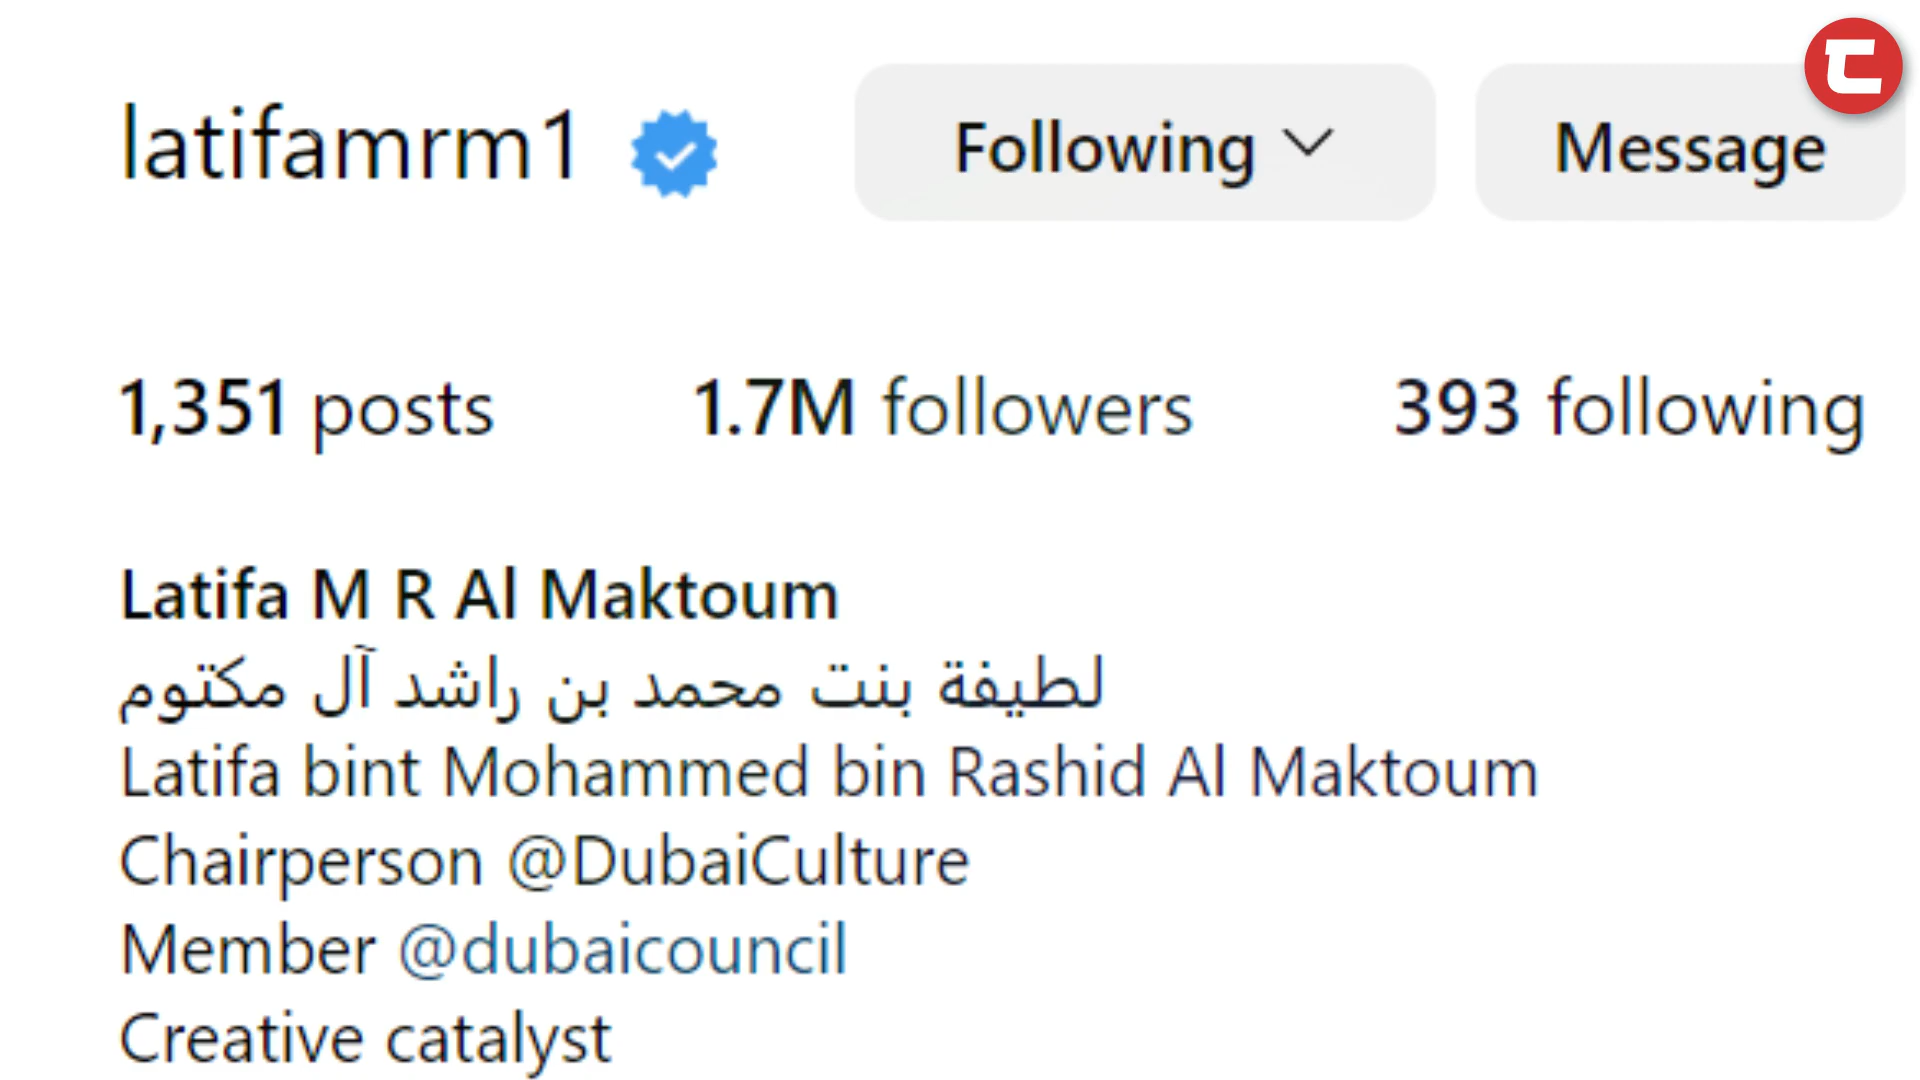 latifamrm1 Following Message
1,351 posts 1.7M followers 393 following
Latifa M R Al Maktoum
لطيفة بنت محمد بن راشد آل مكتوم
Latifa bint Mohammed bin Rashid Al Maktoum
Chairperson @DubaiCulture
Member @dubaicouncil
Creative catalyst